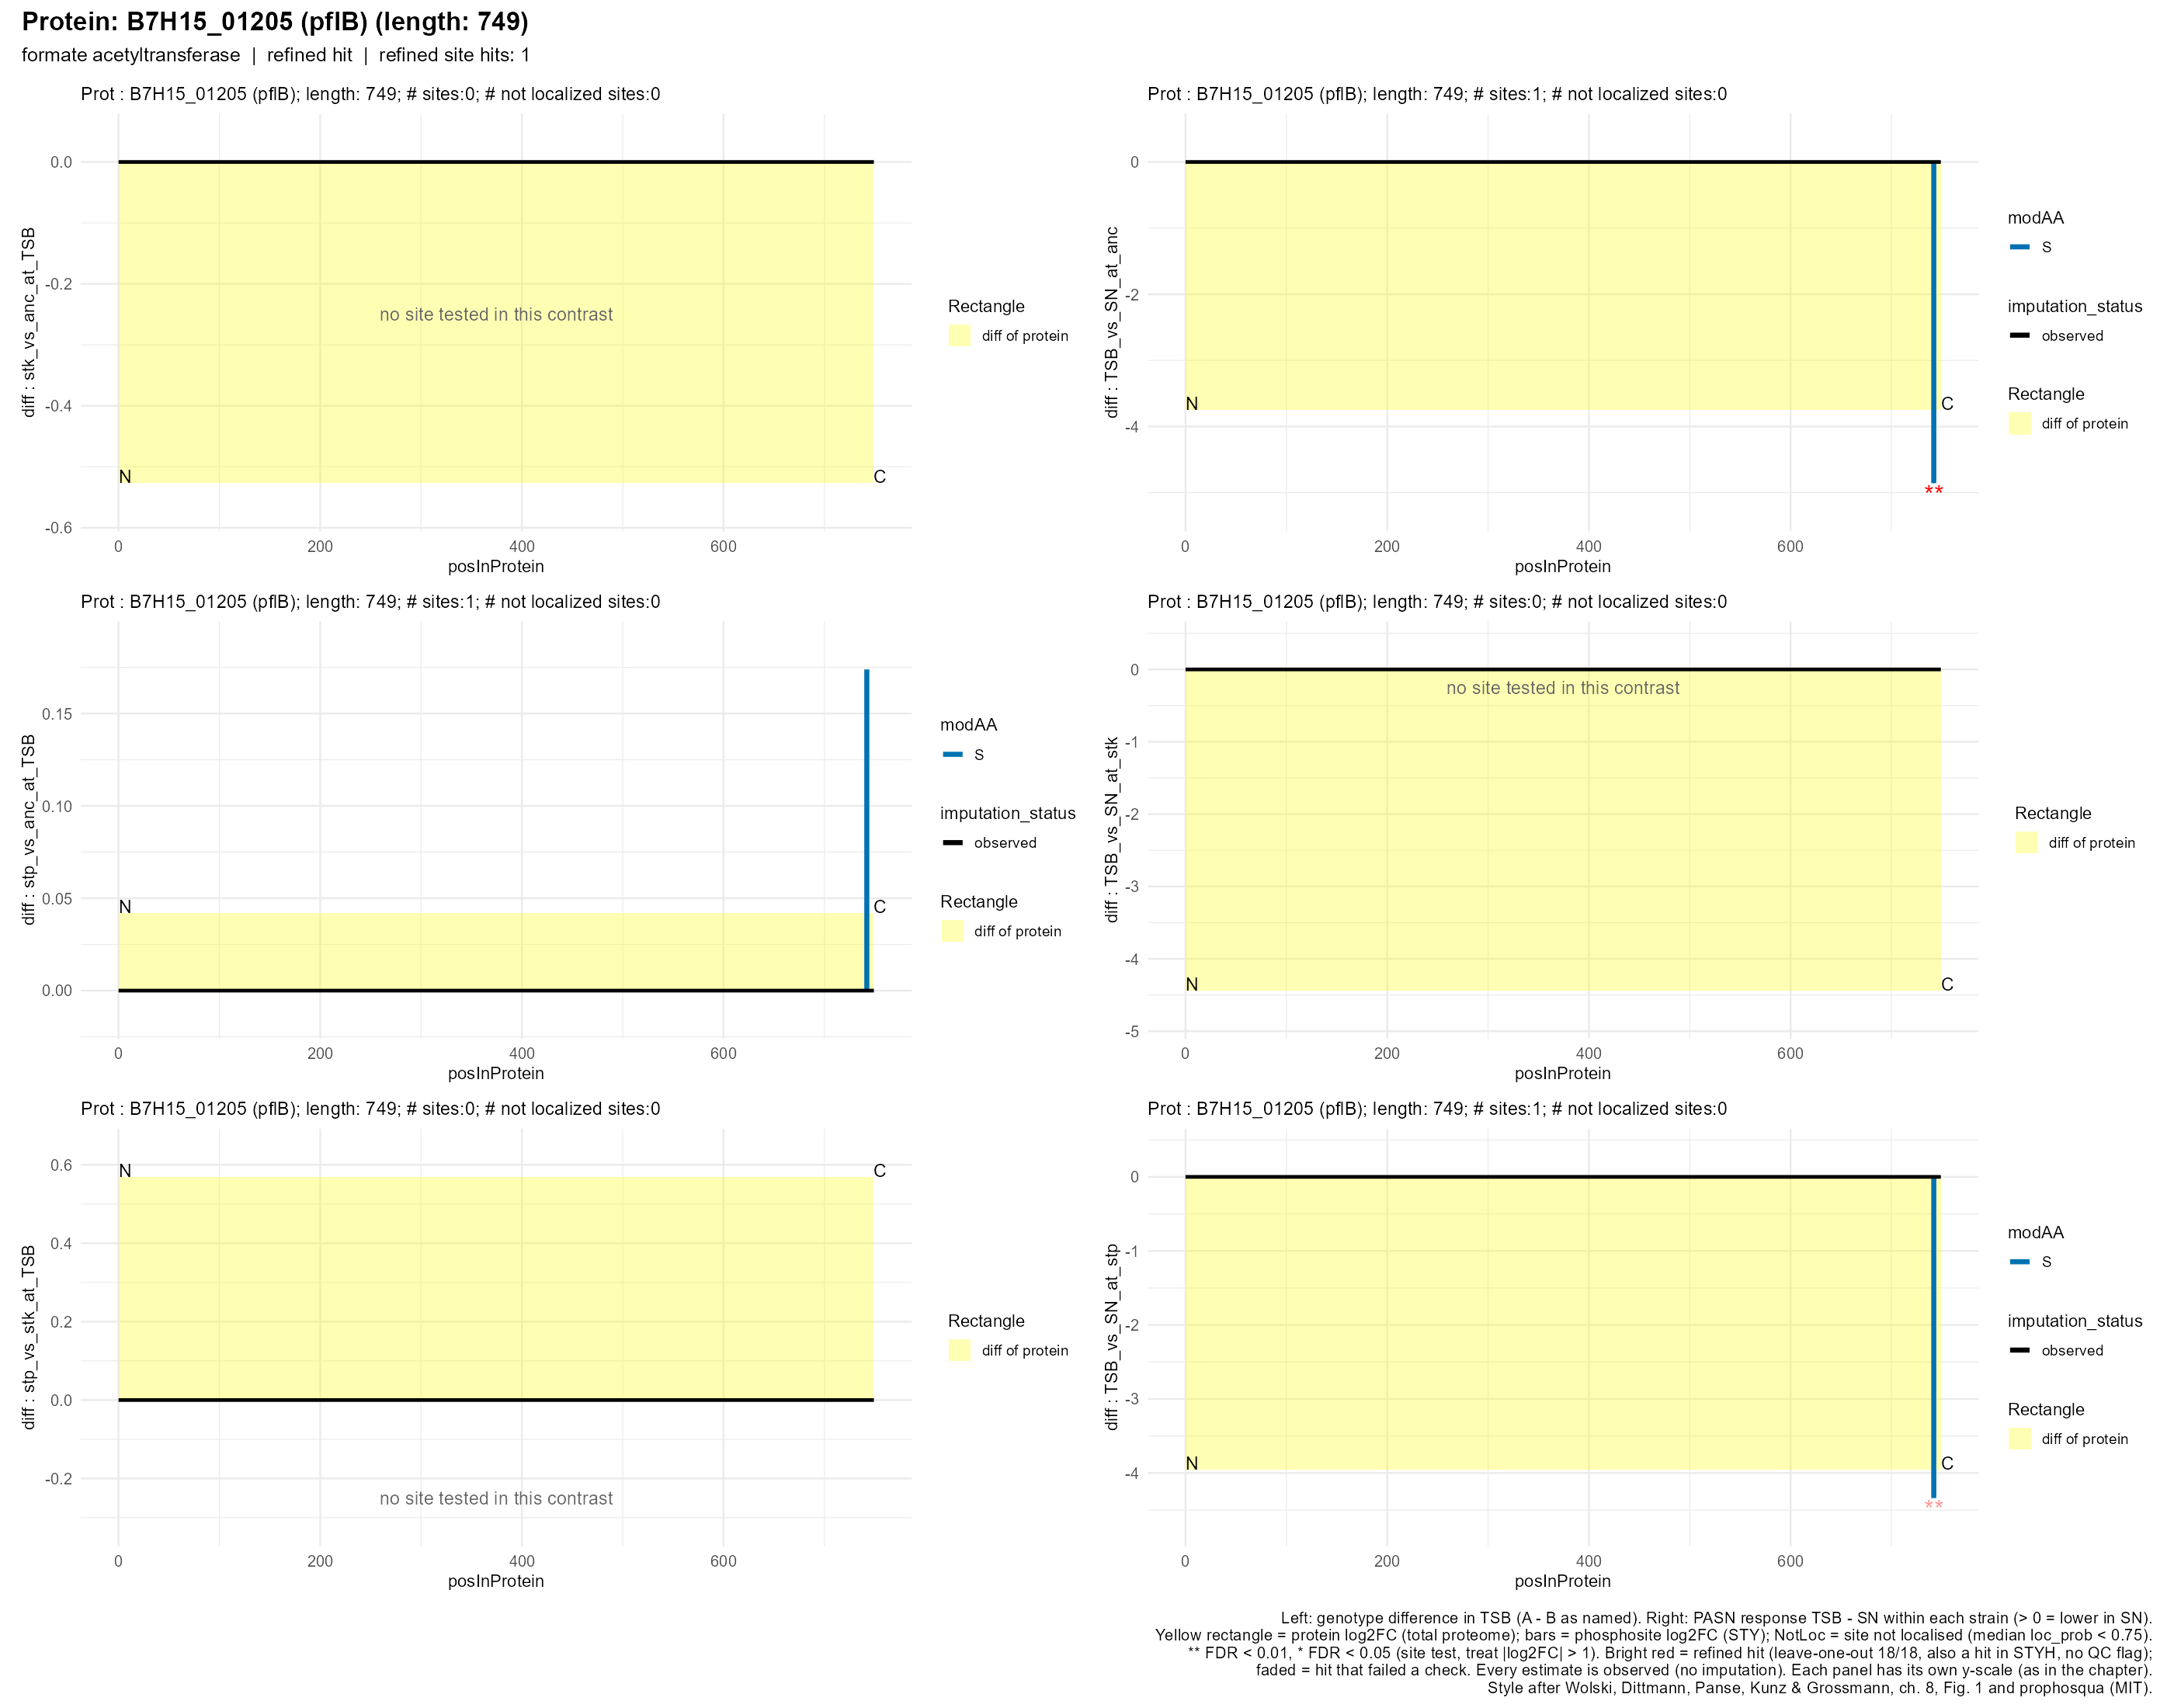 Protein: B7H15_01205 (pflB) (length: 749)
formate acetyltransferase | refined hit | refined site hits: 1
Prot : B7H15_01205 (pflB); length: 749; # sites:0; # not localized sites:0
diff : stk_vs_anc_at_TSB
0.0
-0.2
-0.4
-0.6
no site tested in this contrast
N
C
0
200
400
600
posInProtein
Rectangle
diff of protein
Prot : B7H15_01205 (pflB); length: 749; # sites:1; # not localized sites:0
diff : TSB_vs_SN_at_anc
0
-2
-4
N
C
**
0
200
400
600
posInProtein
modAA
S
imputation_status
observed
Rectangle
diff of protein
Prot : B7H15_01205 (pflB); length: 749; # sites:1; # not localized sites:0
diff : stp_vs_anc_at_TSB
0.15
0.10
0.05
0.00
N
C
0
200
400
600
posInProtein
modAA
S
imputation_status
observed
Rectangle
diff of protein
Prot : B7H15_01205 (pflB); length: 749; # sites:0; # not localized sites:0
diff : TSB_vs_SN_at_stk
0
-1
-2
-3
-4
-5
no site tested in this contrast
N
C
0
200
400
600
posInProtein
Rectangle
diff of protein
Prot : B7H15_01205 (pflB); length: 749; # sites:0; # not localized sites:0
diff : stp_vs_stk_at_TSB
0.6
0.4
0.2
0.0
-0.2
N
C
no site tested in this contrast
0
200
400
600
posInProtein
Rectangle
diff of protein
Prot : B7H15_01205 (pflB); length: 749; # sites:1; # not localized sites:0
diff : TSB_vs_SN_at_stp
0
-1
-2
-3
-4
N
C
**
0
200
400
600
posInProtein
modAA
S
imputation_status
observed
Rectangle
diff of protein
Left: genotype difference in TSB (A - B as named). Right: PASN response TSB - SN within each strain (> 0 = lower in SN).
Yellow rectangle = protein log2FC (total proteome); bars = phosphosite log2FC (STY); NotLoc = site not localised (median loc_prob < 0.75).
** FDR < 0.01, * FDR < 0.05 (site test, treat |log2FC| > 1). Bright red = refined hit (leave-one-out 18/18, also a hit in STYH, no QC flag);
faded = hit that failed a check. Every estimate is observed (no imputation). Each panel has its own y-scale (as in the chapter).
Style after Wolski, Dittmann, Panse, Kunz & Grossmann, ch. 8, Fig. 1 and prophosqua (MIT).